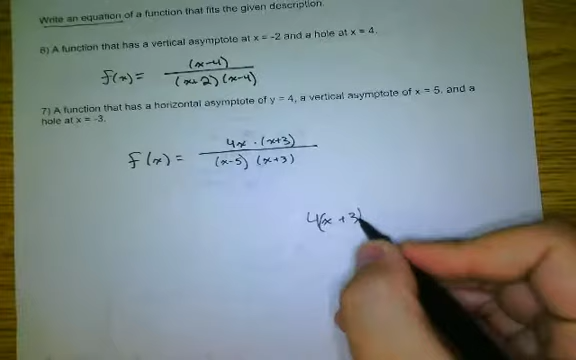 Write an equation of a function that fits the given description.
6) A function that has a vertical asymptote at x = -2 and a hole at x = 4.
f(x) = (x-4) / (x+2)(x-4)
7) A function that has a horizontal asymptote of y = 4, a vertical asymptote of x = 5, and a
hole at x = -3.
f(x) = 4x · (x+3) / (x-5) (x+3)
4(x+3)